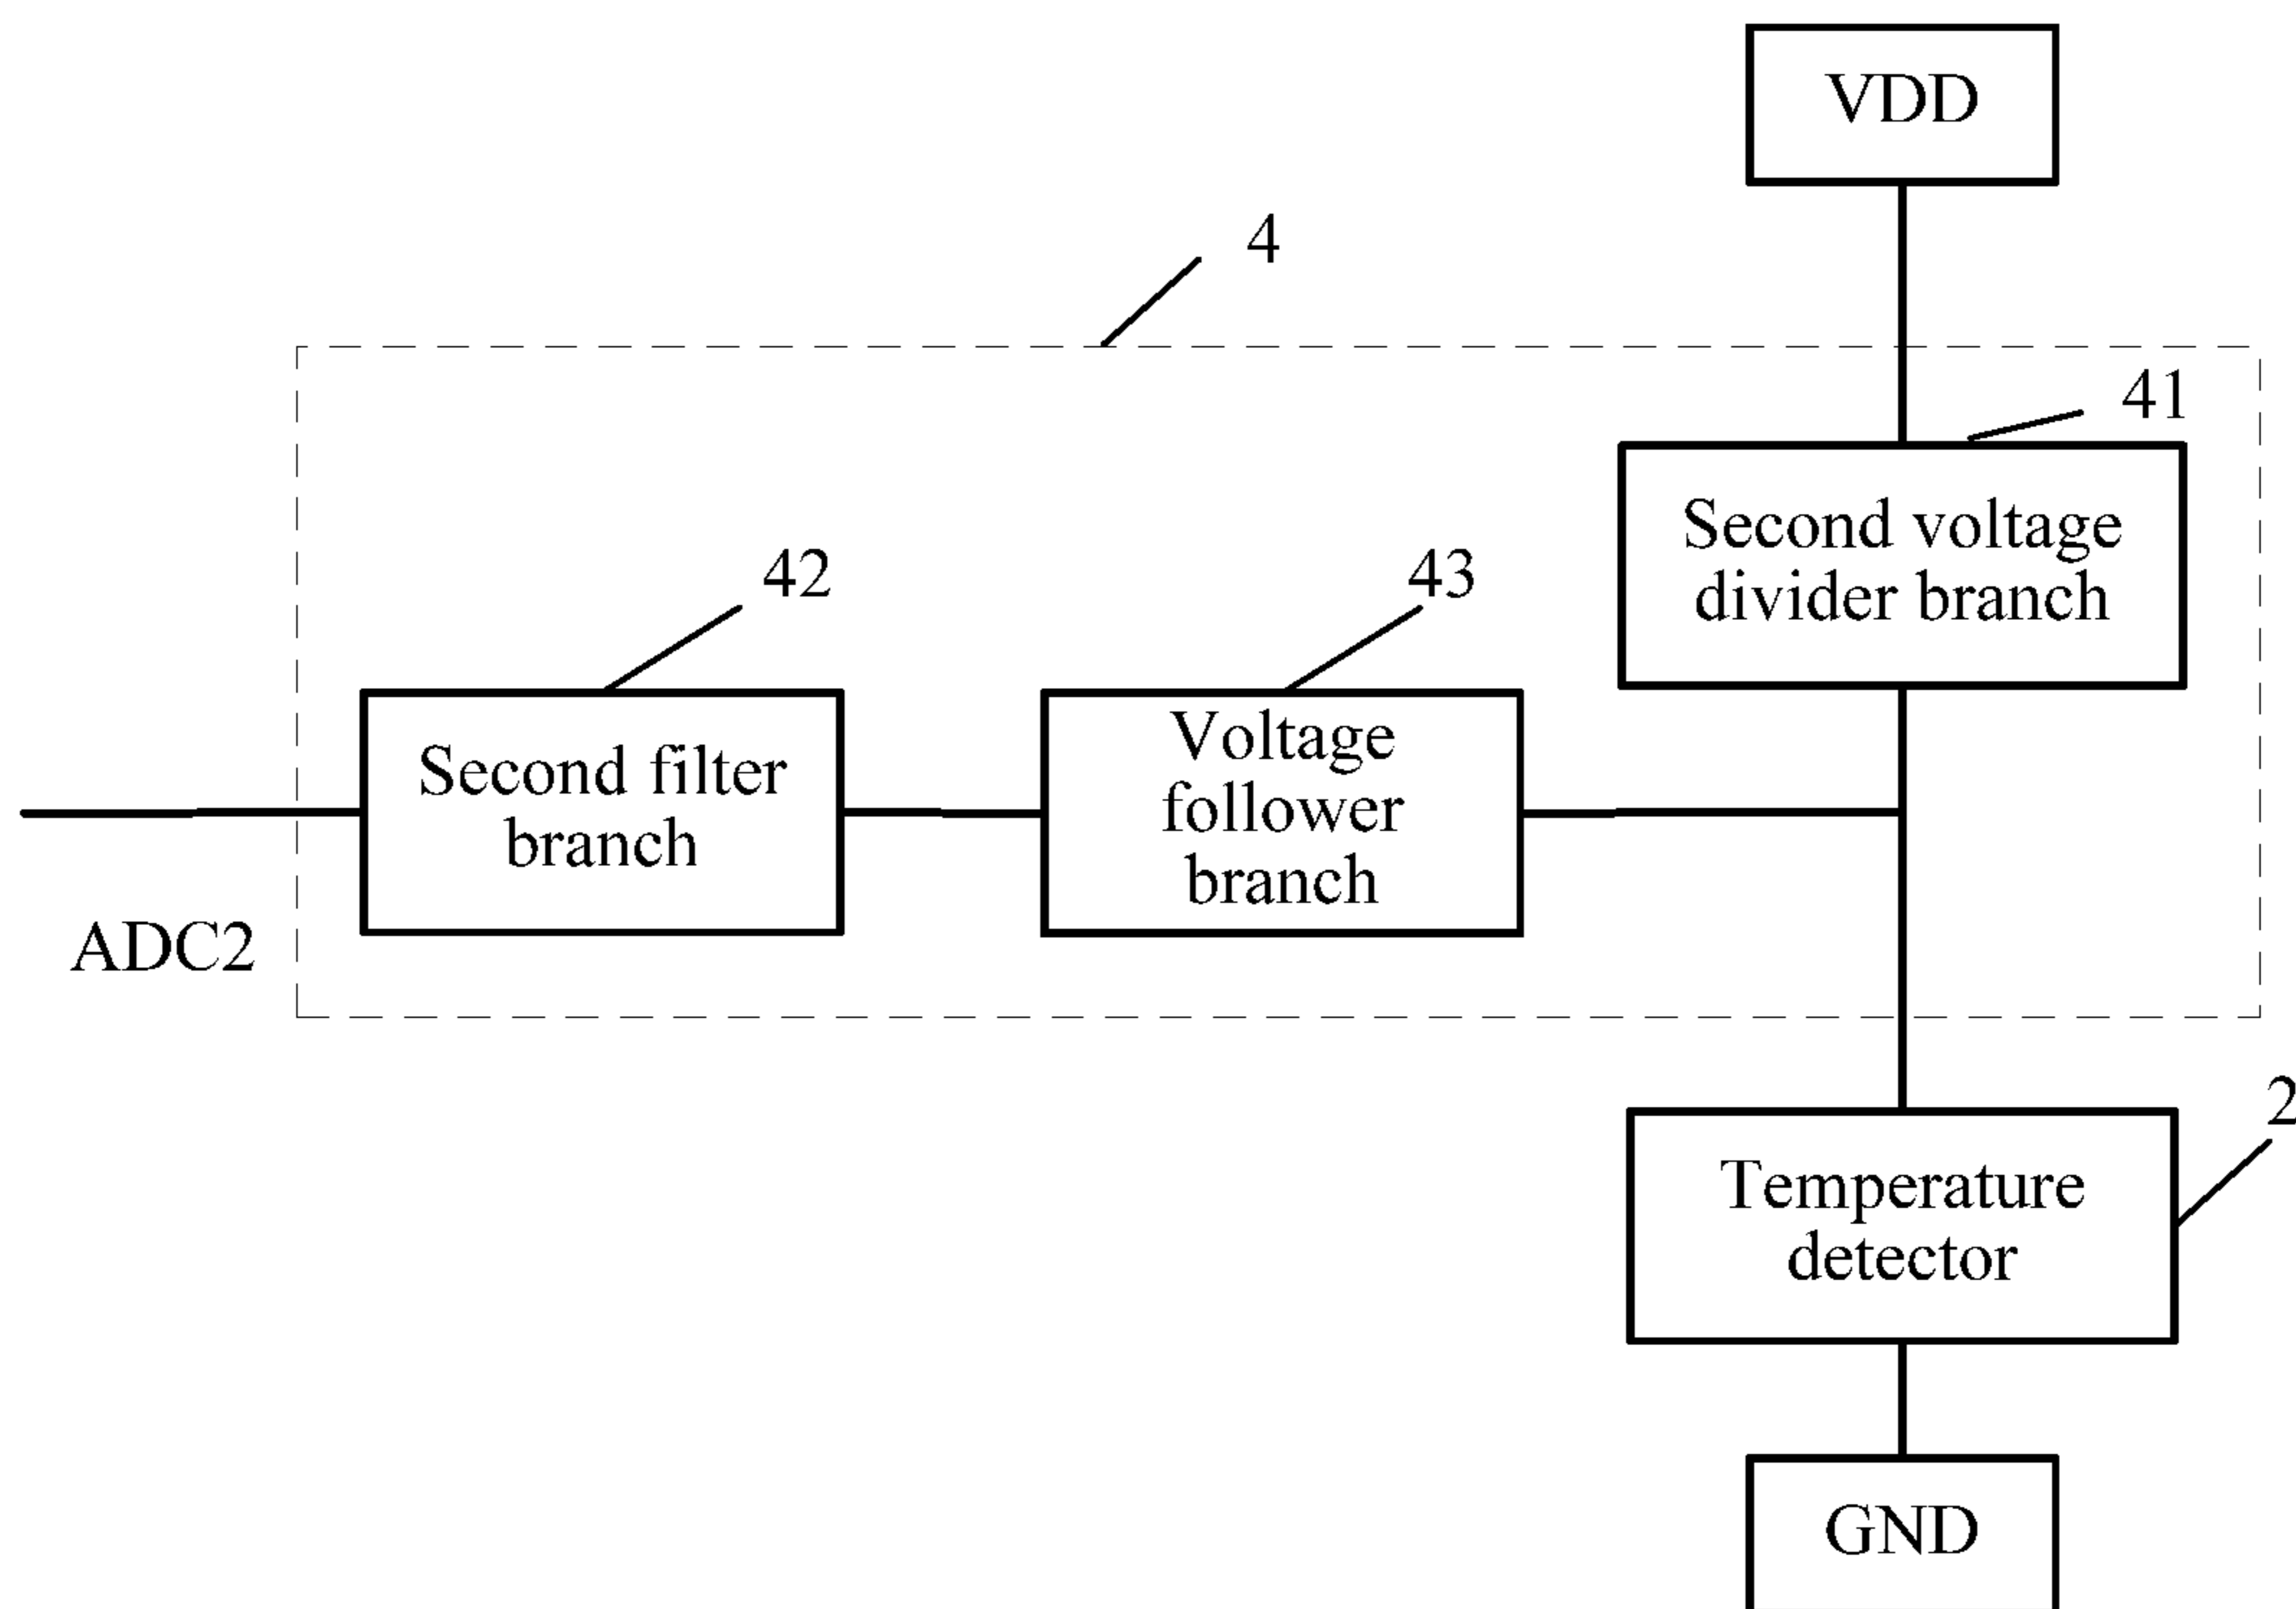 VDD
4
41
Second voltage
divider branch
42
43
Second filter
branch
Voltage
follower
branch
ADC2
2
Temperature
detector
GND